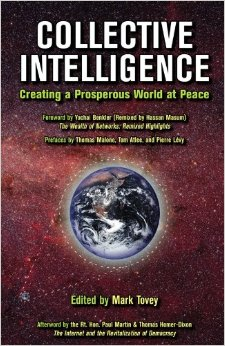 COLLECTIVE
INTELLIGENCE
Creating a Prosperous World at Peace
Foreword by Yochai Benkler (Remixed by Hassan Masum)
The Wealth of Networks: Remixed Highlights
Prefaces by Thomas Malone, Tom Atlee, and Pierre Lévy
Edited by Mark Tovey
Afterword by the Rt. Hon. Paul Martin & Thomas Homer-Dixon
The Internet and the Revitalization of Democracy